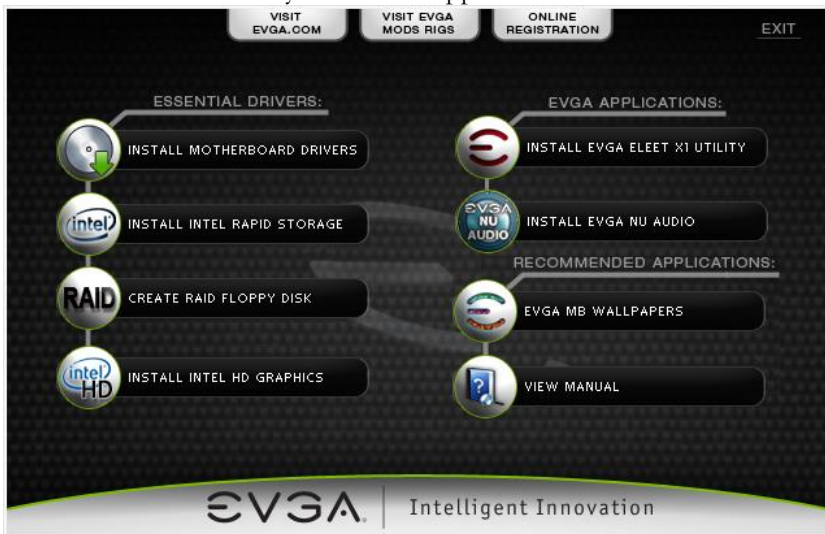 VISIT
EVGA.COM
VISIT EVGA
MODS RIGS
ONLINE
REGISTRATION
EXIT
ESSENTIAL DRIVERS:
INSTALL MOTHERBOARD DRIVERS
intel
INSTALL INTEL RAPID STORAGE
RAID
CREATE RAID FLOPPY DISK
intel
HD
INSTALL INTEL HD GRAPHICS
EVGA APPLICATIONS:
INSTALL EVGA ELEET X1 UTILITY
EVGA
NU
AUDIO
INSTALL EVGA NU AUDIO
RECOMMENDED APPLICATIONS:
EVGA MB WALLPAPERS
?
VIEW MANUAL
EVGA
Intelligent Innovation